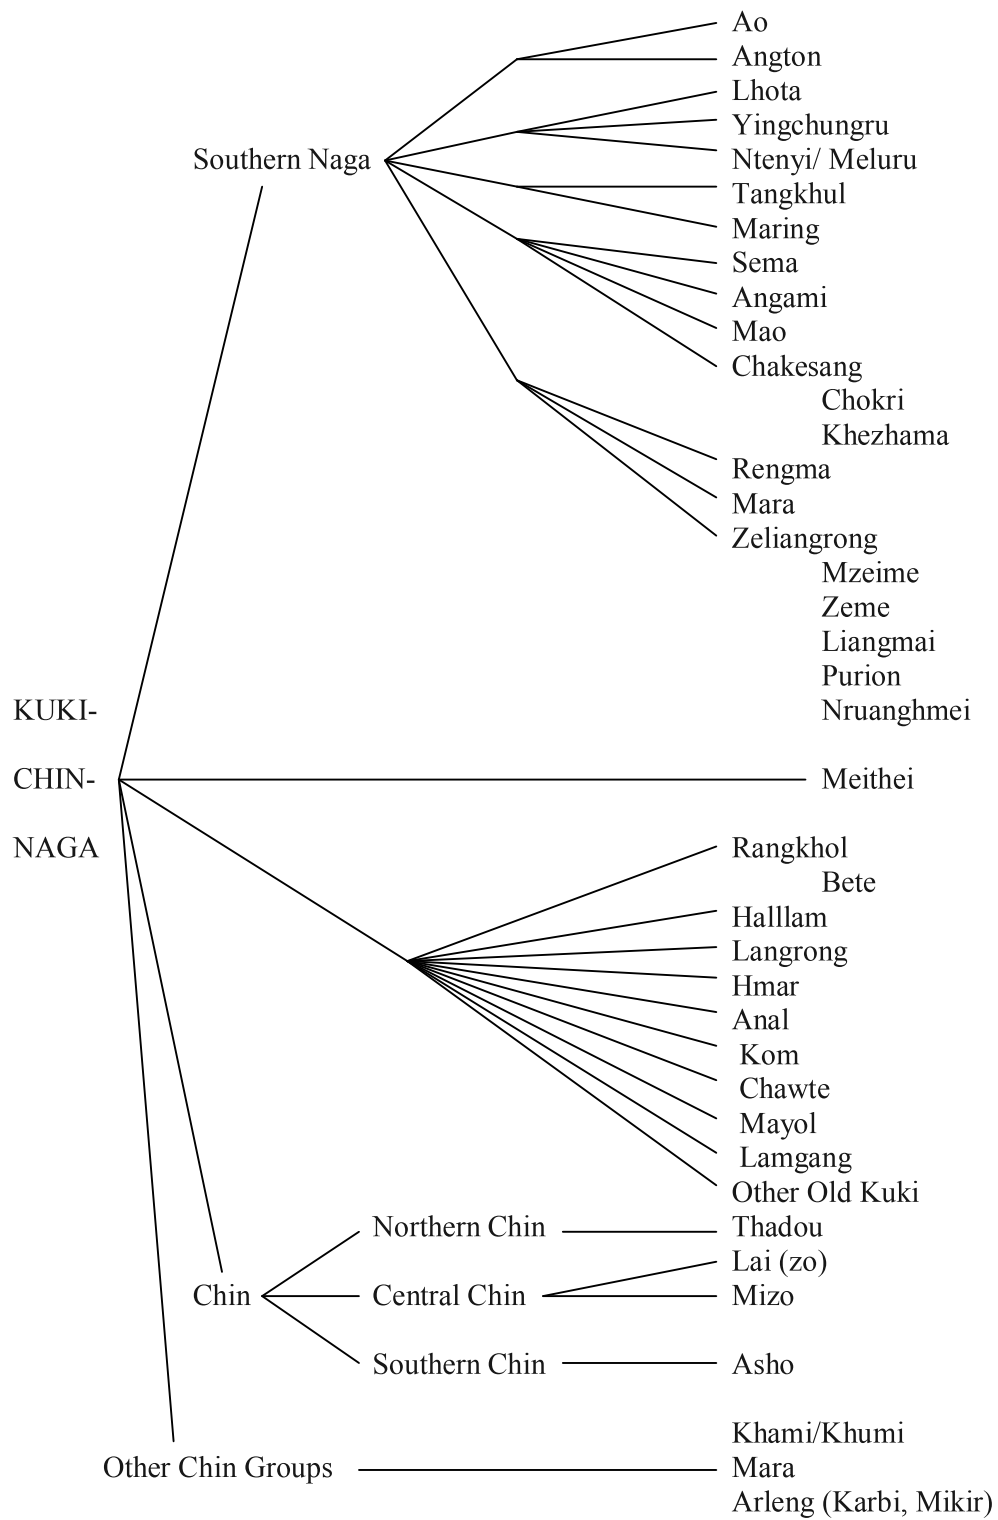 Ao
Angton
Lhota
Yingchungru
Southern Naga
Ntenyi/ Meluru
Tangkhul
Maring
Sema
Angami
Mao
Chakesang
Chokri
Khezhama
Rengma
Mara
Zeliangrong
Mzeime
Zeme
Liangmai
Purion
KUKI-
Nruanghmei
CHIN-
Meithei
NAGA
Rangkhol
Bete
Halllam
Langrong
Hmar
Anal
Kom
Chawte
Mayol
Lamgang
Other Old Kuki
Northern Chin
Thadou
Lai (zo)
Chin
Central Chin
Mizo
Southern Chin
Asho
Khami/Khumi
Other Chin Groups
Mara
Arleng (Karbi, Mikir)